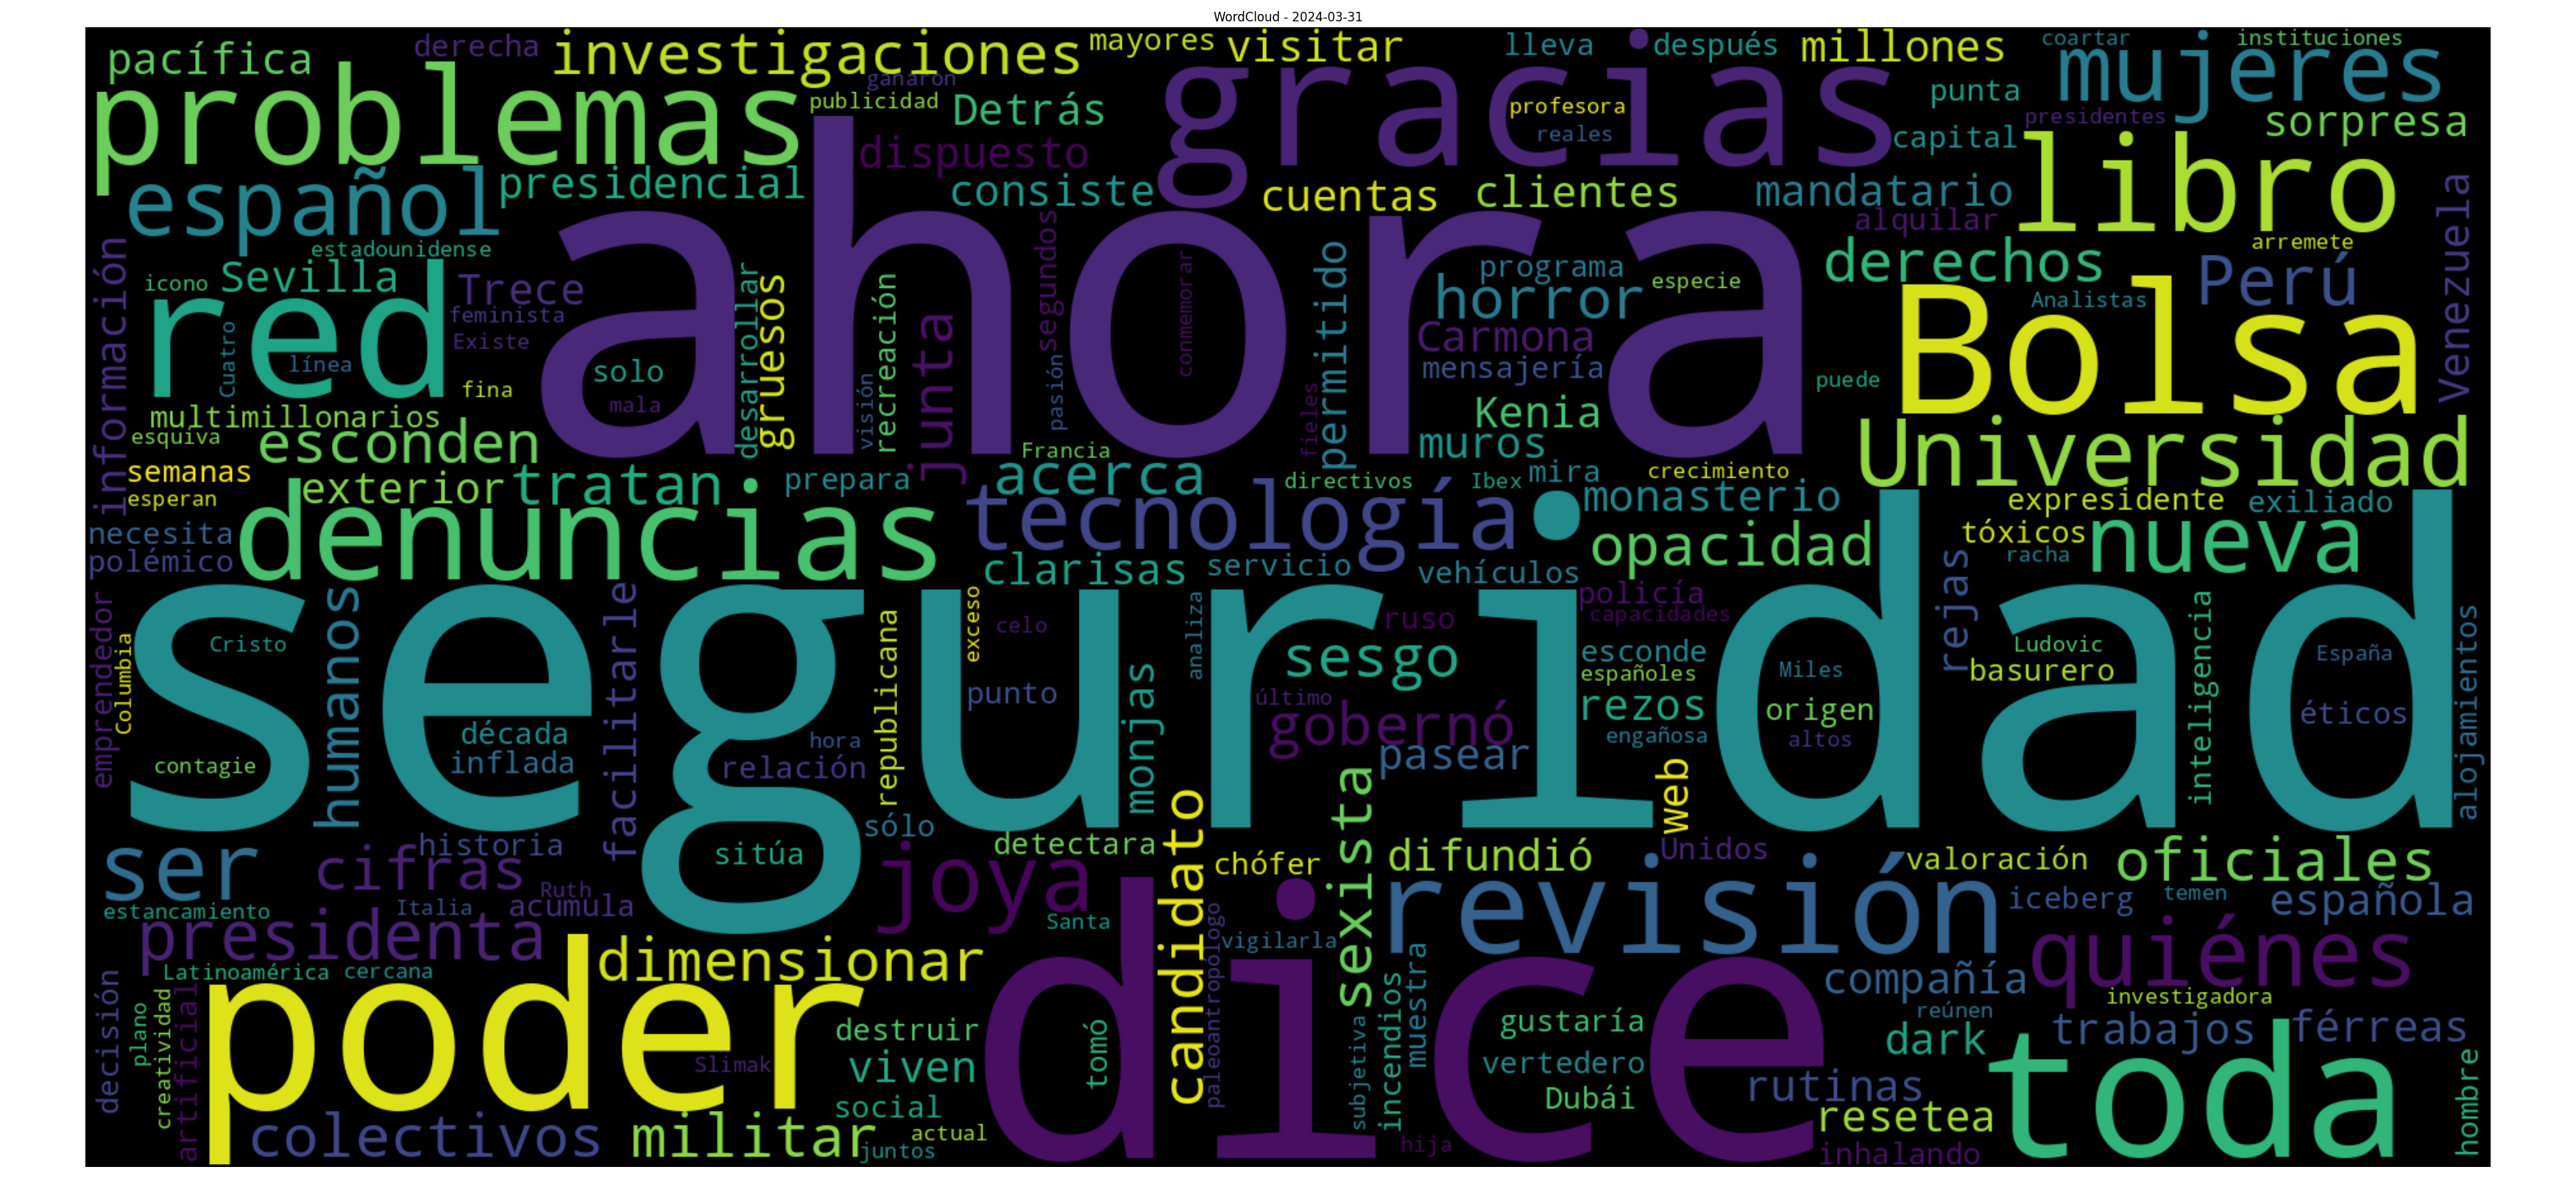 WordCloud - 2024-03-31
pacífica
derecha
investigaciones
mayores
visitar
lleva
después
millones
coartar
instituciones
problemas
ganaron
publicidad
Detrás
gracias
profesora
reales
punta
mujeres
presidentes
sorpresa
capital
español
presidencial
dispuesto
consiste
cuentas
clientes
mandatario
alquilar
libro
Venezuela
estadounidense
icono
Sevilla
Trece
feminista
Existe
red
Cuatro
línea
fina
información
ahora
solo
mala
desarrollar
gruesos
visión
recreación
junta
segundos
pasión
conmemorar
fieles
permitido
programa
horror
especie
Carmona
mensajería
Kenia
muros
derechos
arremete
Analistas
Perú
puede
Bolsa
multimillonarios
esquiva
esconden
semanas
esperan
exterior
tratan
prepara
Francia
acerca
directivos
Ibex
mira
crecimiento
Universidad
necesita
polémico
denuncias
tecnología
monasterio
expresidente
exiliado
tóxicos
racha
nueva
opacidad
clarisas
servicio
vehículos
policía
capacidades
rejas
seguridad
emprendedor
Columbia
Cristo
contagie
humanos
década
inflada
facilitarle
hora
relación
republicana
exceso
celo
punto
monjas
analiza
ruso
sesgo
último
gobernó
pasear
esconde
españoles
rezos
engañosa
Miles
origen
altos
Ludovic
basurero
inteligencia
España
éticos
alojamientos
web
sitúa
sólo
detectara
ser
historia
cifras
Ruth
Italia
acumula
estancamiento
presidenta
joya
Santa
candidato
chófer
vigilarla
sexista
difundió
Unidos
valoración
oficiales
revisión
iceberg
temen
española
quiénes
Latinoamérica
cercana
dimensionar
decisión
plano
creatividad
artificial
poder
Slimak
destruir
viven
tomó
social
actual
juntos
colectivos
militar
dice
paleoantropólogo
subjetiva
incendios
muestra
hija
gustaría
vertedero
Dubái
compañía
investigadora
reúnen
dark
trabajos
férreas
rutinas
resetea
inhalando
toda
hombre